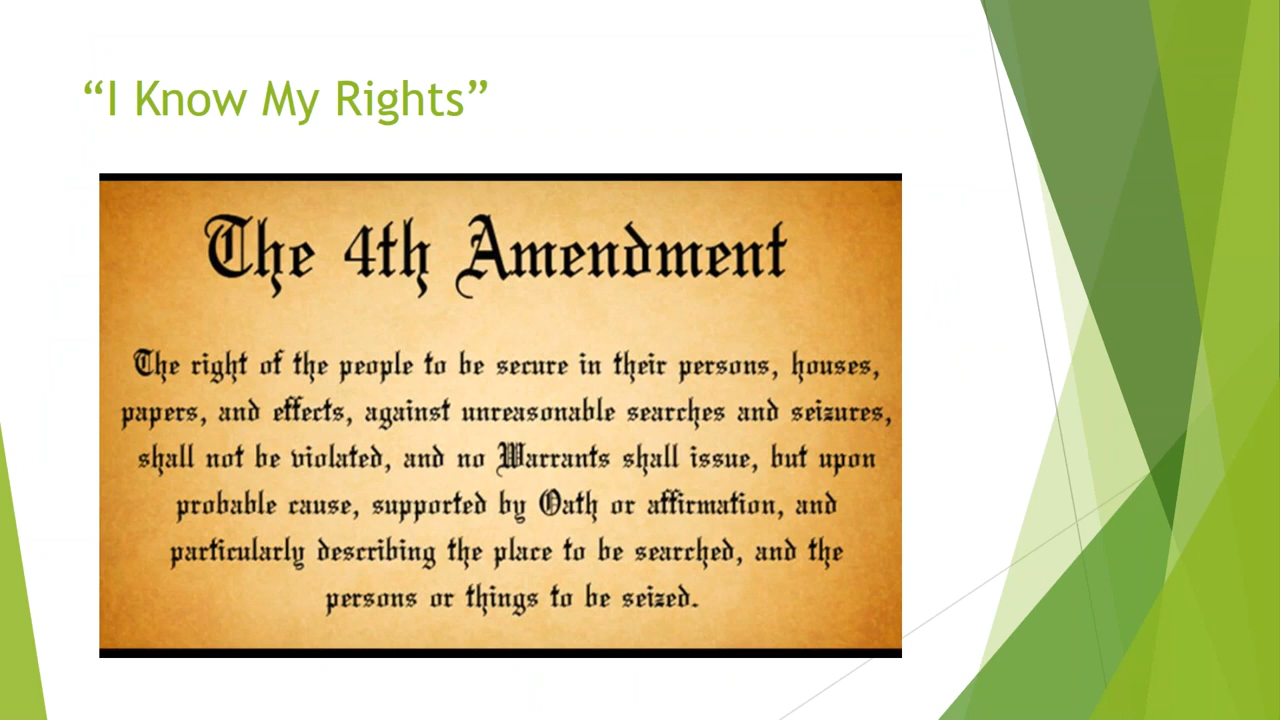 “I Know My Rights”
The 4th Amendment
The right of the people to be secure in their persons, houses,
papers, and effects, against unreasonable searches and seizures,
shall not be violated, and no Warrants shall issue, but upon
probable cause, supported by Oath or affirmation, and
particularly describing the place to be searched, and the
persons or things to be seized.